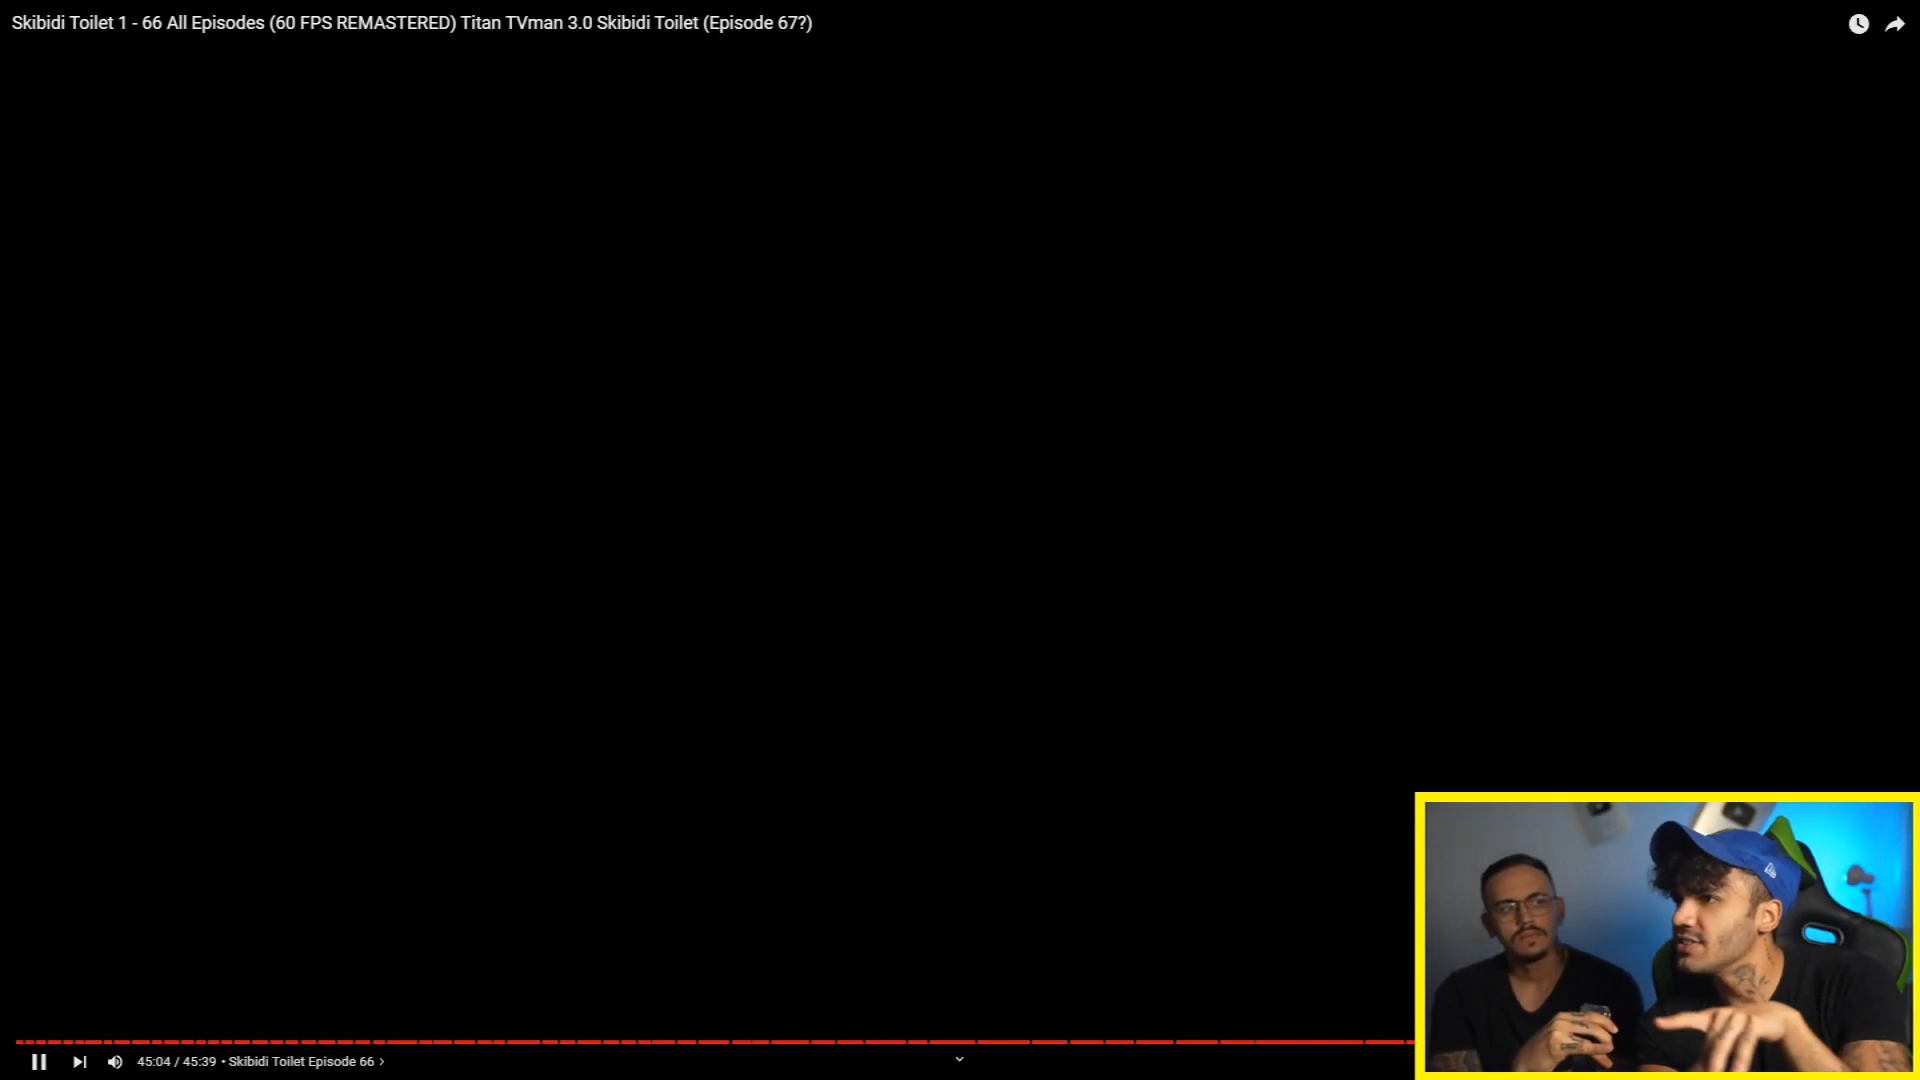 Skibidi Toilet 1 - 66 All Episodes (60 FPS REMASTERED) Titan TVman 3.0 Skibidi Toilet (Episode 67?)
45:04 / 45:39 • Skibidi Toilet Episode 66 >